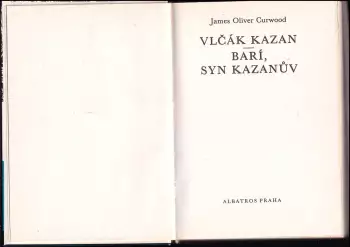 James Oliver Curwood
VLČÁK KAZAN
BARÍ,
SYN KAZANŮV
ALBATROS PRAHA